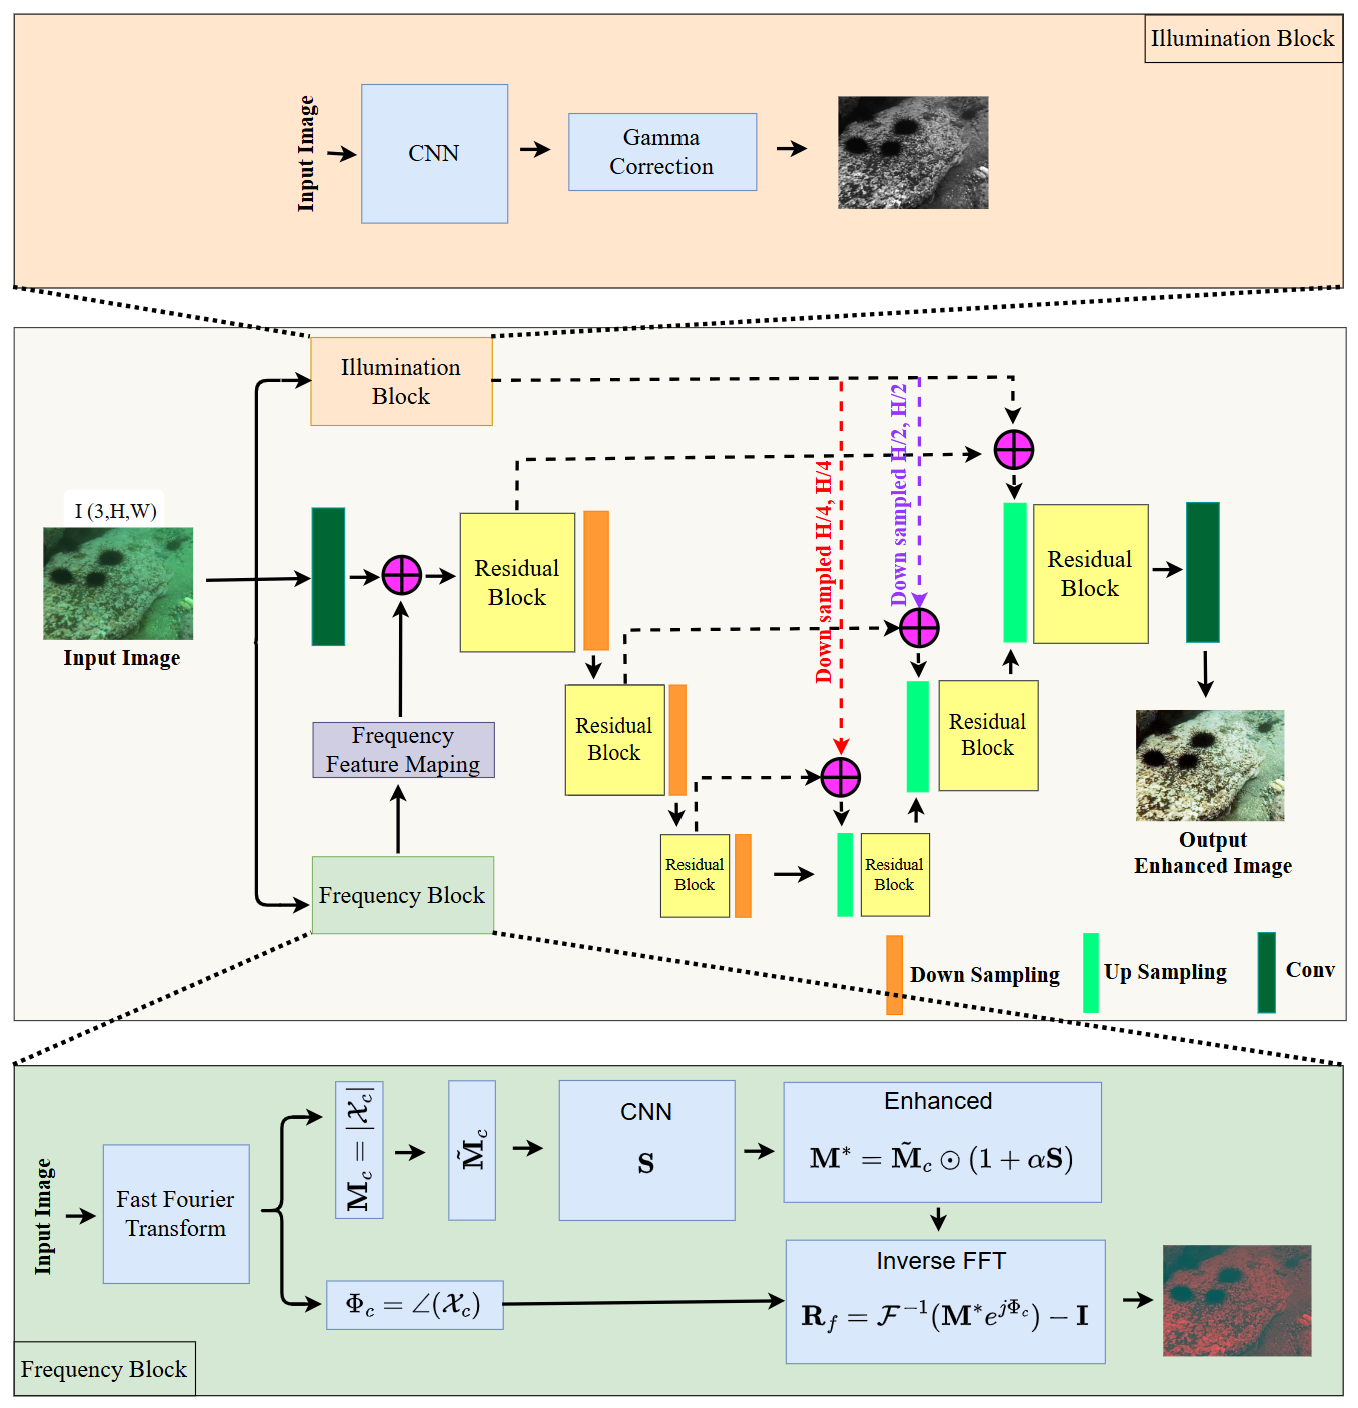 Illumination Block
Input Image
CNN
Gamma
Correction
Illumination
Block
I (3,H,W)
Input Image
Residual
Block
Down sampled H/4, H/4
Down sampled H/2, H/2
Residual
Block
Frequency
Feature Maping
Residual
Block
Residual
Block
Residual
Block
Residual
Block
Output
Enhanced Image
Frequency Block
Down Sampling
Up Sampling
Conv
Input Image
Fast Fourier
Transform
M_c = |𝒳_c|
M̃_c
CNN
S
Enhanced
M* = M̃_c ⊙ (1 + αS)
Φ_c = ∠(𝒳_c)
Inverse FFT
R_f = ℱ⁻¹(M*e^{jΦ_c}) − I
Frequency Block